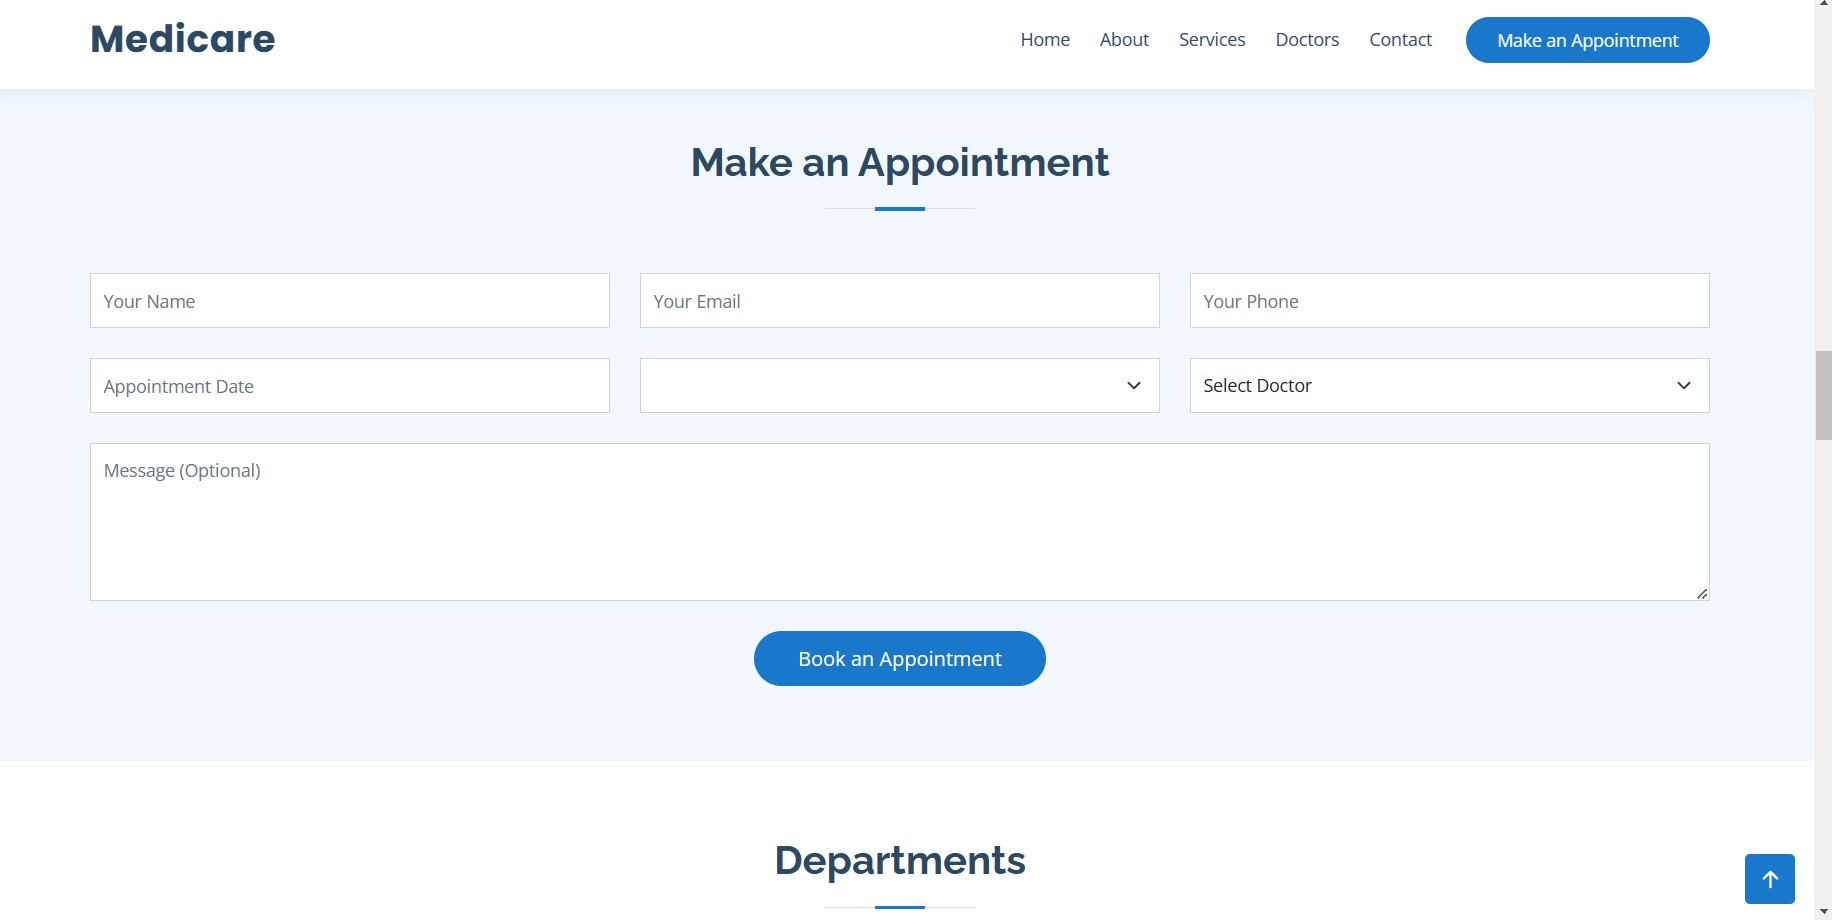 Medicare
Home About Services Doctors Contact Make an Appointment
Make an Appointment
Your Name Your Email Your Phone
Appointment Date Select Doctor
Message (Optional)
Book an Appointment
Departments